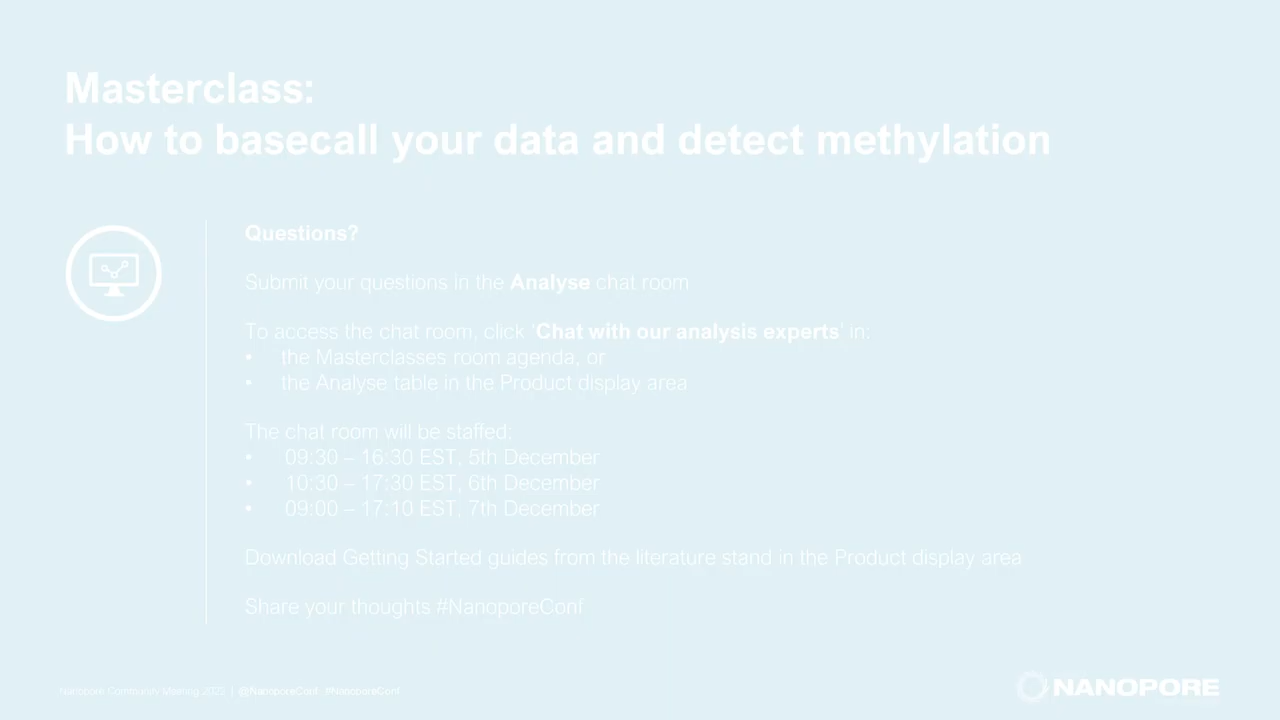 Masterclass:
How to basecall your data and detect methylation
Questions?
Submit your questions in the Analyse chat room
To access the chat room, click ‘Chat with our analysis experts’ in:
• the Masterclasses room agenda, or
• the Analyse table in the Product display area
The chat room will be staffed:
• 09:30 – 16:30 EST, 5th December
• 10:30 – 17:30 EST, 6th December
• 09:00 – 17:10 EST, 7th December
Download Getting Started guides from the literature stand in the Product display area
Share your thoughts #NanoporeConf
Nanopore Community Meeting 2022 | @NanoporeConf #NanoporeConf
NANOPORE